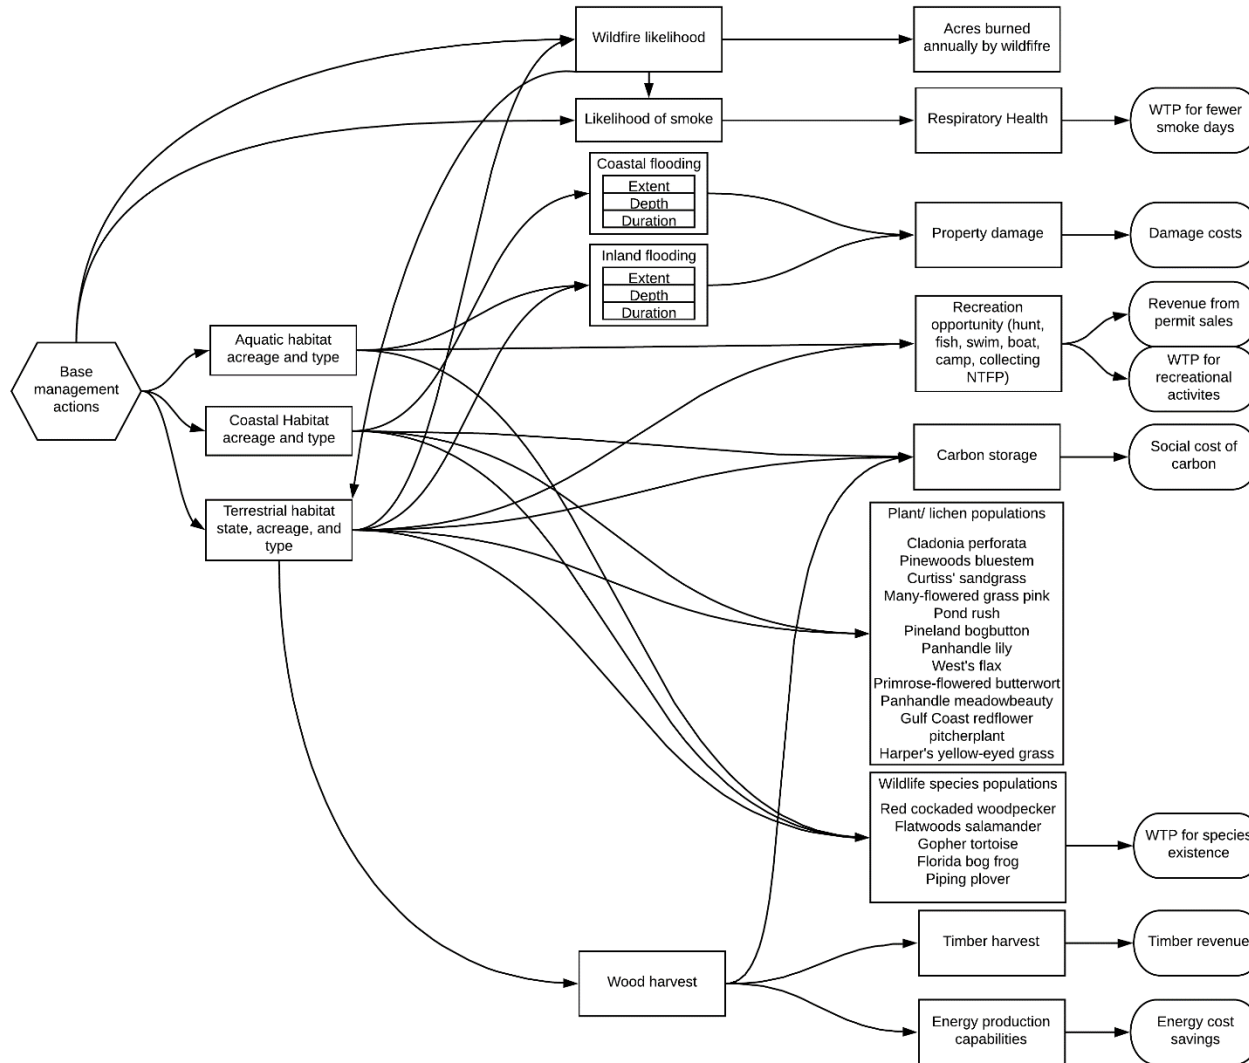 Wildfire likelihood
Acres burned
annually by wildfifre
Likelihood of smoke
Respiratory Health
WTP for fewer
smoke days
Coastal flooding
Extent
Depth
Duration
Property damage
Damage costs
Inland flooding
Extent
Depth
Duration
Recreation
opportunity (hunt,
fish, swim, boat,
camp, collecting
NTFP)
Revenue from
permit sales
WTP for
recreational
activites
Base
management
actions
Aquatic habitat
acreage and type
Coastal Habitat
acreage and type
Terrestrial habitat
state, acreage, and
type
Carbon storage
Social cost of
carbon
Plant/ lichen populations
Cladonia perforata
Pinewoods bluestem
Curtiss' sandgrass
Many-flowered grass pink
Pond rush
Pineland bogbutton
Panhandle lily
West's flax
Primrose-flowered butterwort
Panhandle meadowbeauty
Gulf Coast redflower
pitcherplant
Harper's yellow-eyed grass
Wildlife species populations
Red cockaded woodpecker
Flatwoods salamander
Gopher tortoise
Florida bog frog
Piping plover
WTP for species
existence
Wood harvest
Timber harvest
Timber revenue
Energy production
capabilities
Energy cost
savings